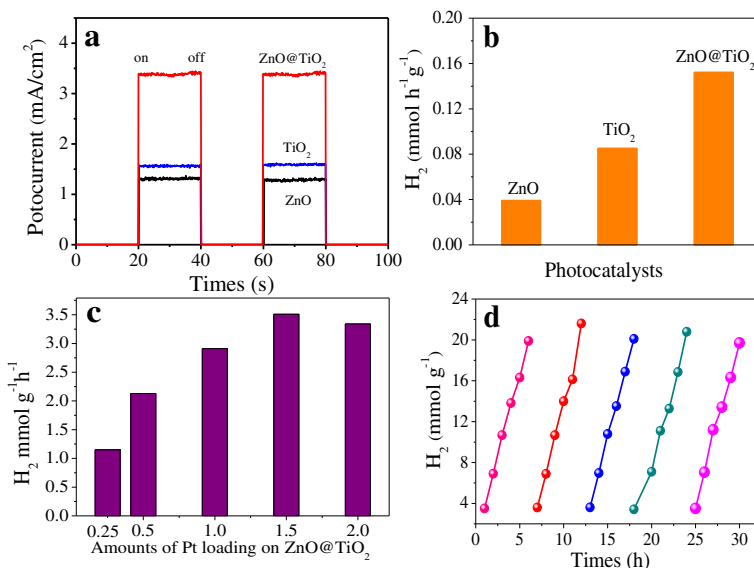 a
on
off
ZnO@TiO₂
TiO₂
ZnO
Potocurrent (mA/cm²)
4
3
2
1
0
0 20 40 60 80 100
Times (s)
b
ZnO@TiO₂
TiO₂
ZnO
H₂ (mmol h⁻¹ g⁻¹)
0.20
0.16
0.12
0.08
0.04
0.00
Photocatalysts
c
H₂ mmol g⁻¹h⁻¹
3.5
3.0
2.5
2.0
1.5
1.0
0.5
0.0
0.25 0.5 1.0 1.5 2.0
Amounts of Pt loading on ZnO@TiO₂
d
H₂ (mmol g⁻¹)
24
20
16
12
8
4
0 5 10 15 20 25 30
Times (h)